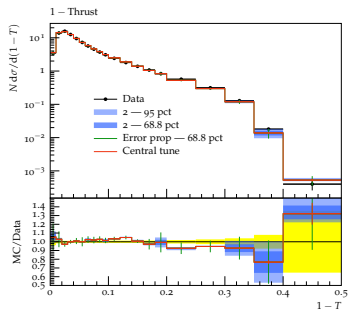 1 − Thrust
N dσ/d(1 − T)
10^1
1
10^−1
10^−2
10^−3
Data
2 — 95 pct
2 — 68.8 pct
Error prop — 68.8 pct
Central tune
MC/Data
1.4
1.3
1.2
1.1
1.0
0.9
0.8
0.7
0.6
0.5
0 0.1 0.2 0.3 0.4 0.5
1 − T